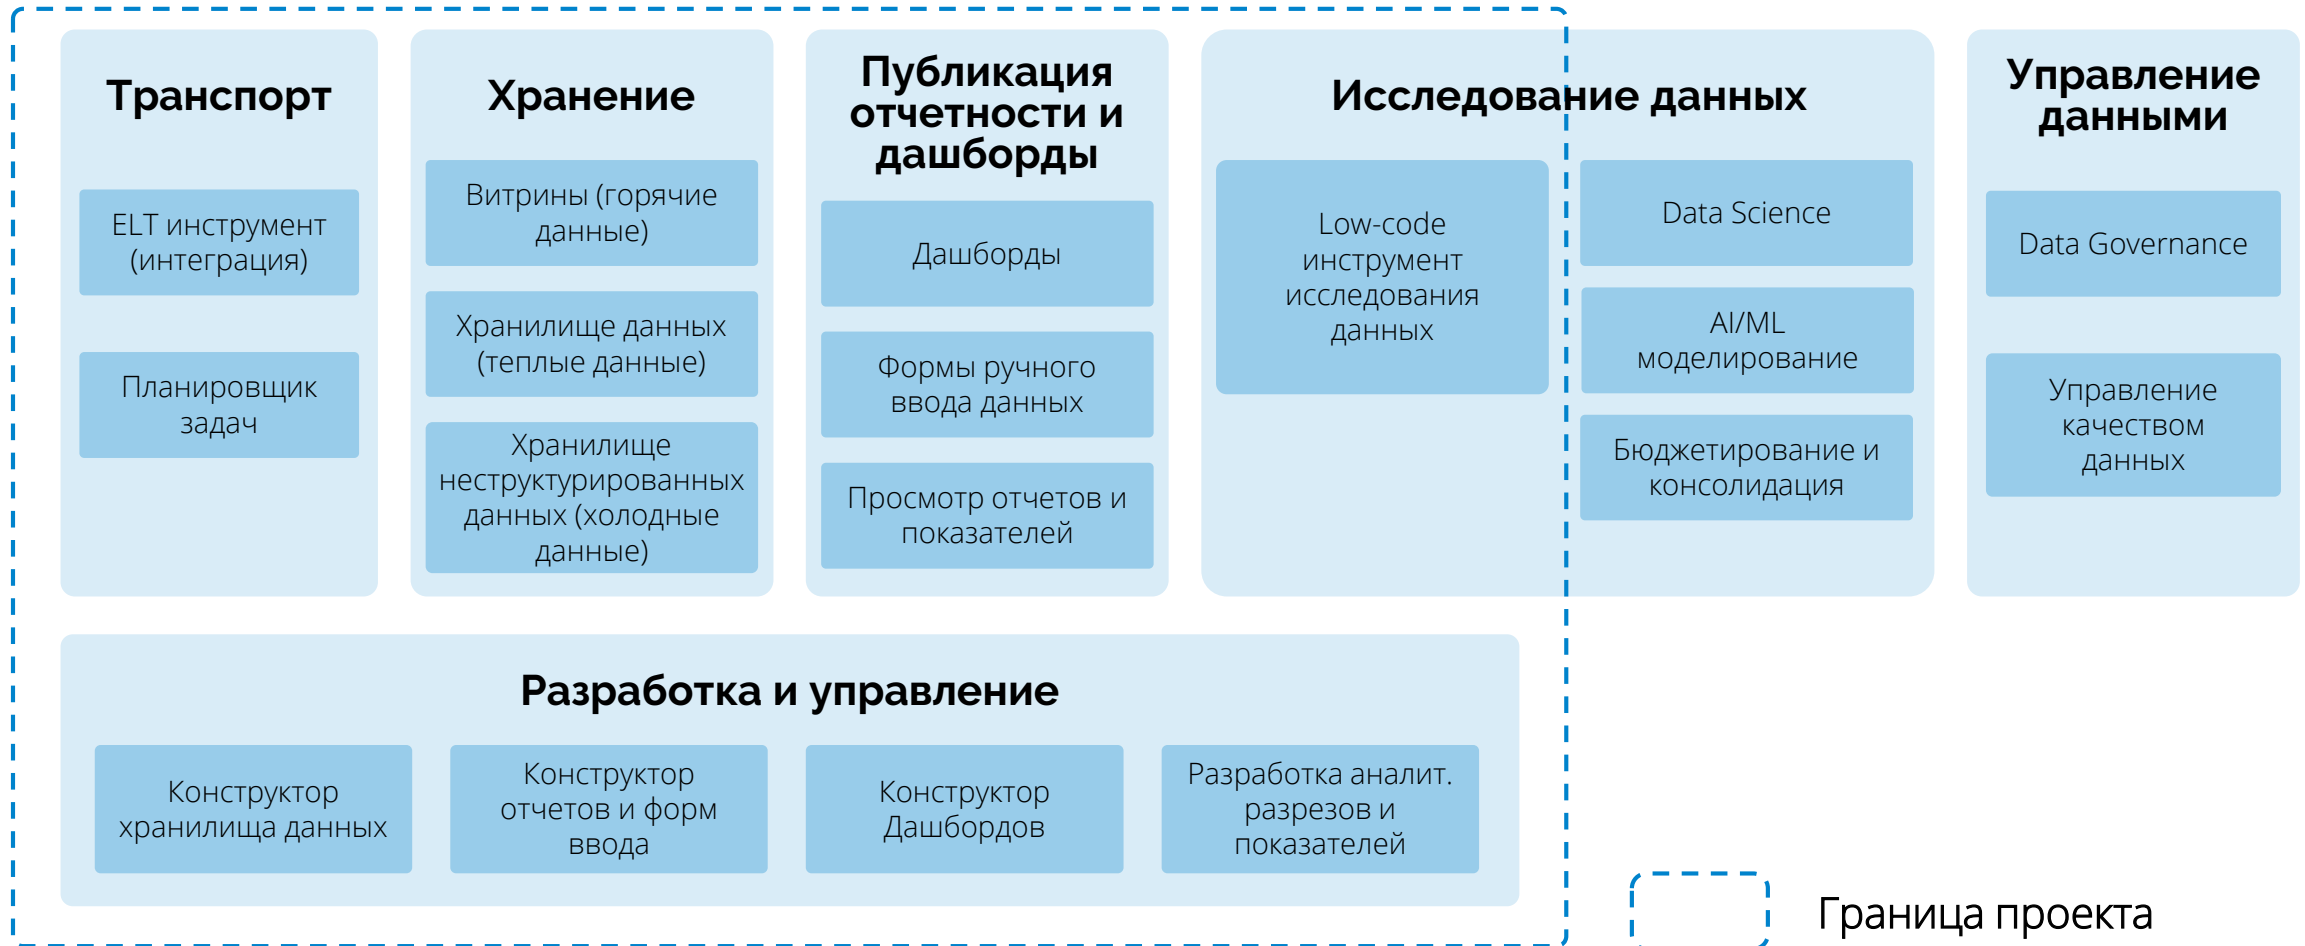 Транспорт
ELT инструмент
(интеграция)
Планировщик
задач
Хранение
Витрины (горячие
данные)
Хранилище данных
(теплые данные)
Хранилище
неструктурированных
данных (холодные
данные)
Публикация
отчетности и
дашборды
Дашборды
Формы ручного
ввода данных
Просмотр отчетов и
показателей
Исследование данных
Low-code
инструмент
исследования
данных
Data Science
AI/ML
моделирование
Бюджетирование и
консолидация
Управление
данными
Data Governance
Управление
качеством
данных
Разработка и управление
Конструктор
хранилища данных
Конструктор
отчетов и форм
ввода
Конструктор
Дашбордов
Разработка аналит.
разрезов и
показателей
Граница проекта